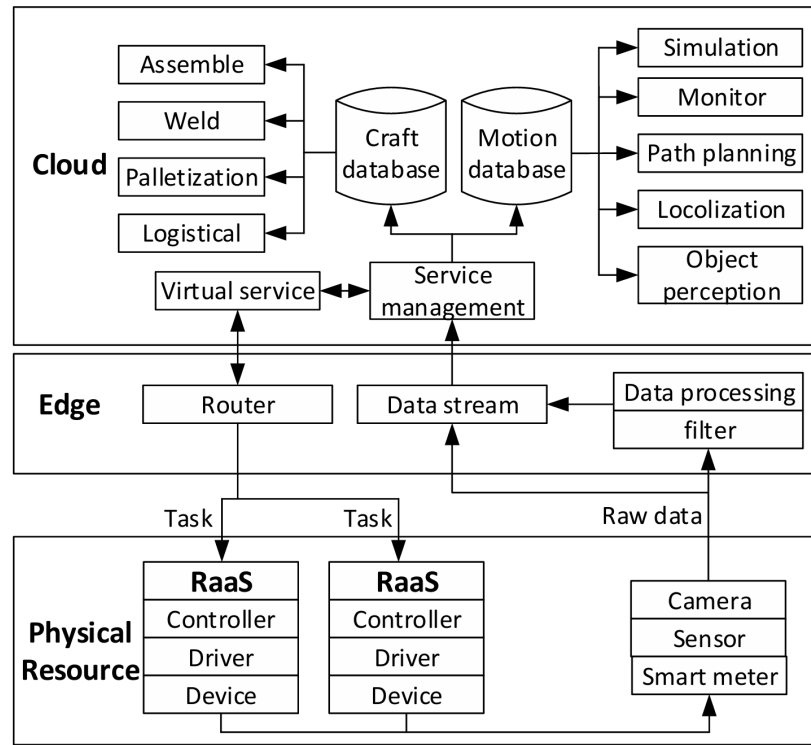 Cloud
Assemble
Weld
Palletization
Logistical
Craft
database
Motion
database
Simulation
Monitor
Path planning
Locolization
Object
perception
Virtual service
Service
management
Edge
Router
Data stream
Data processing
filter
Task
Task
Raw data
Physical
Resource
RaaS
Controller
Driver
Device
RaaS
Controller
Driver
Device
Camera
Sensor
Smart meter